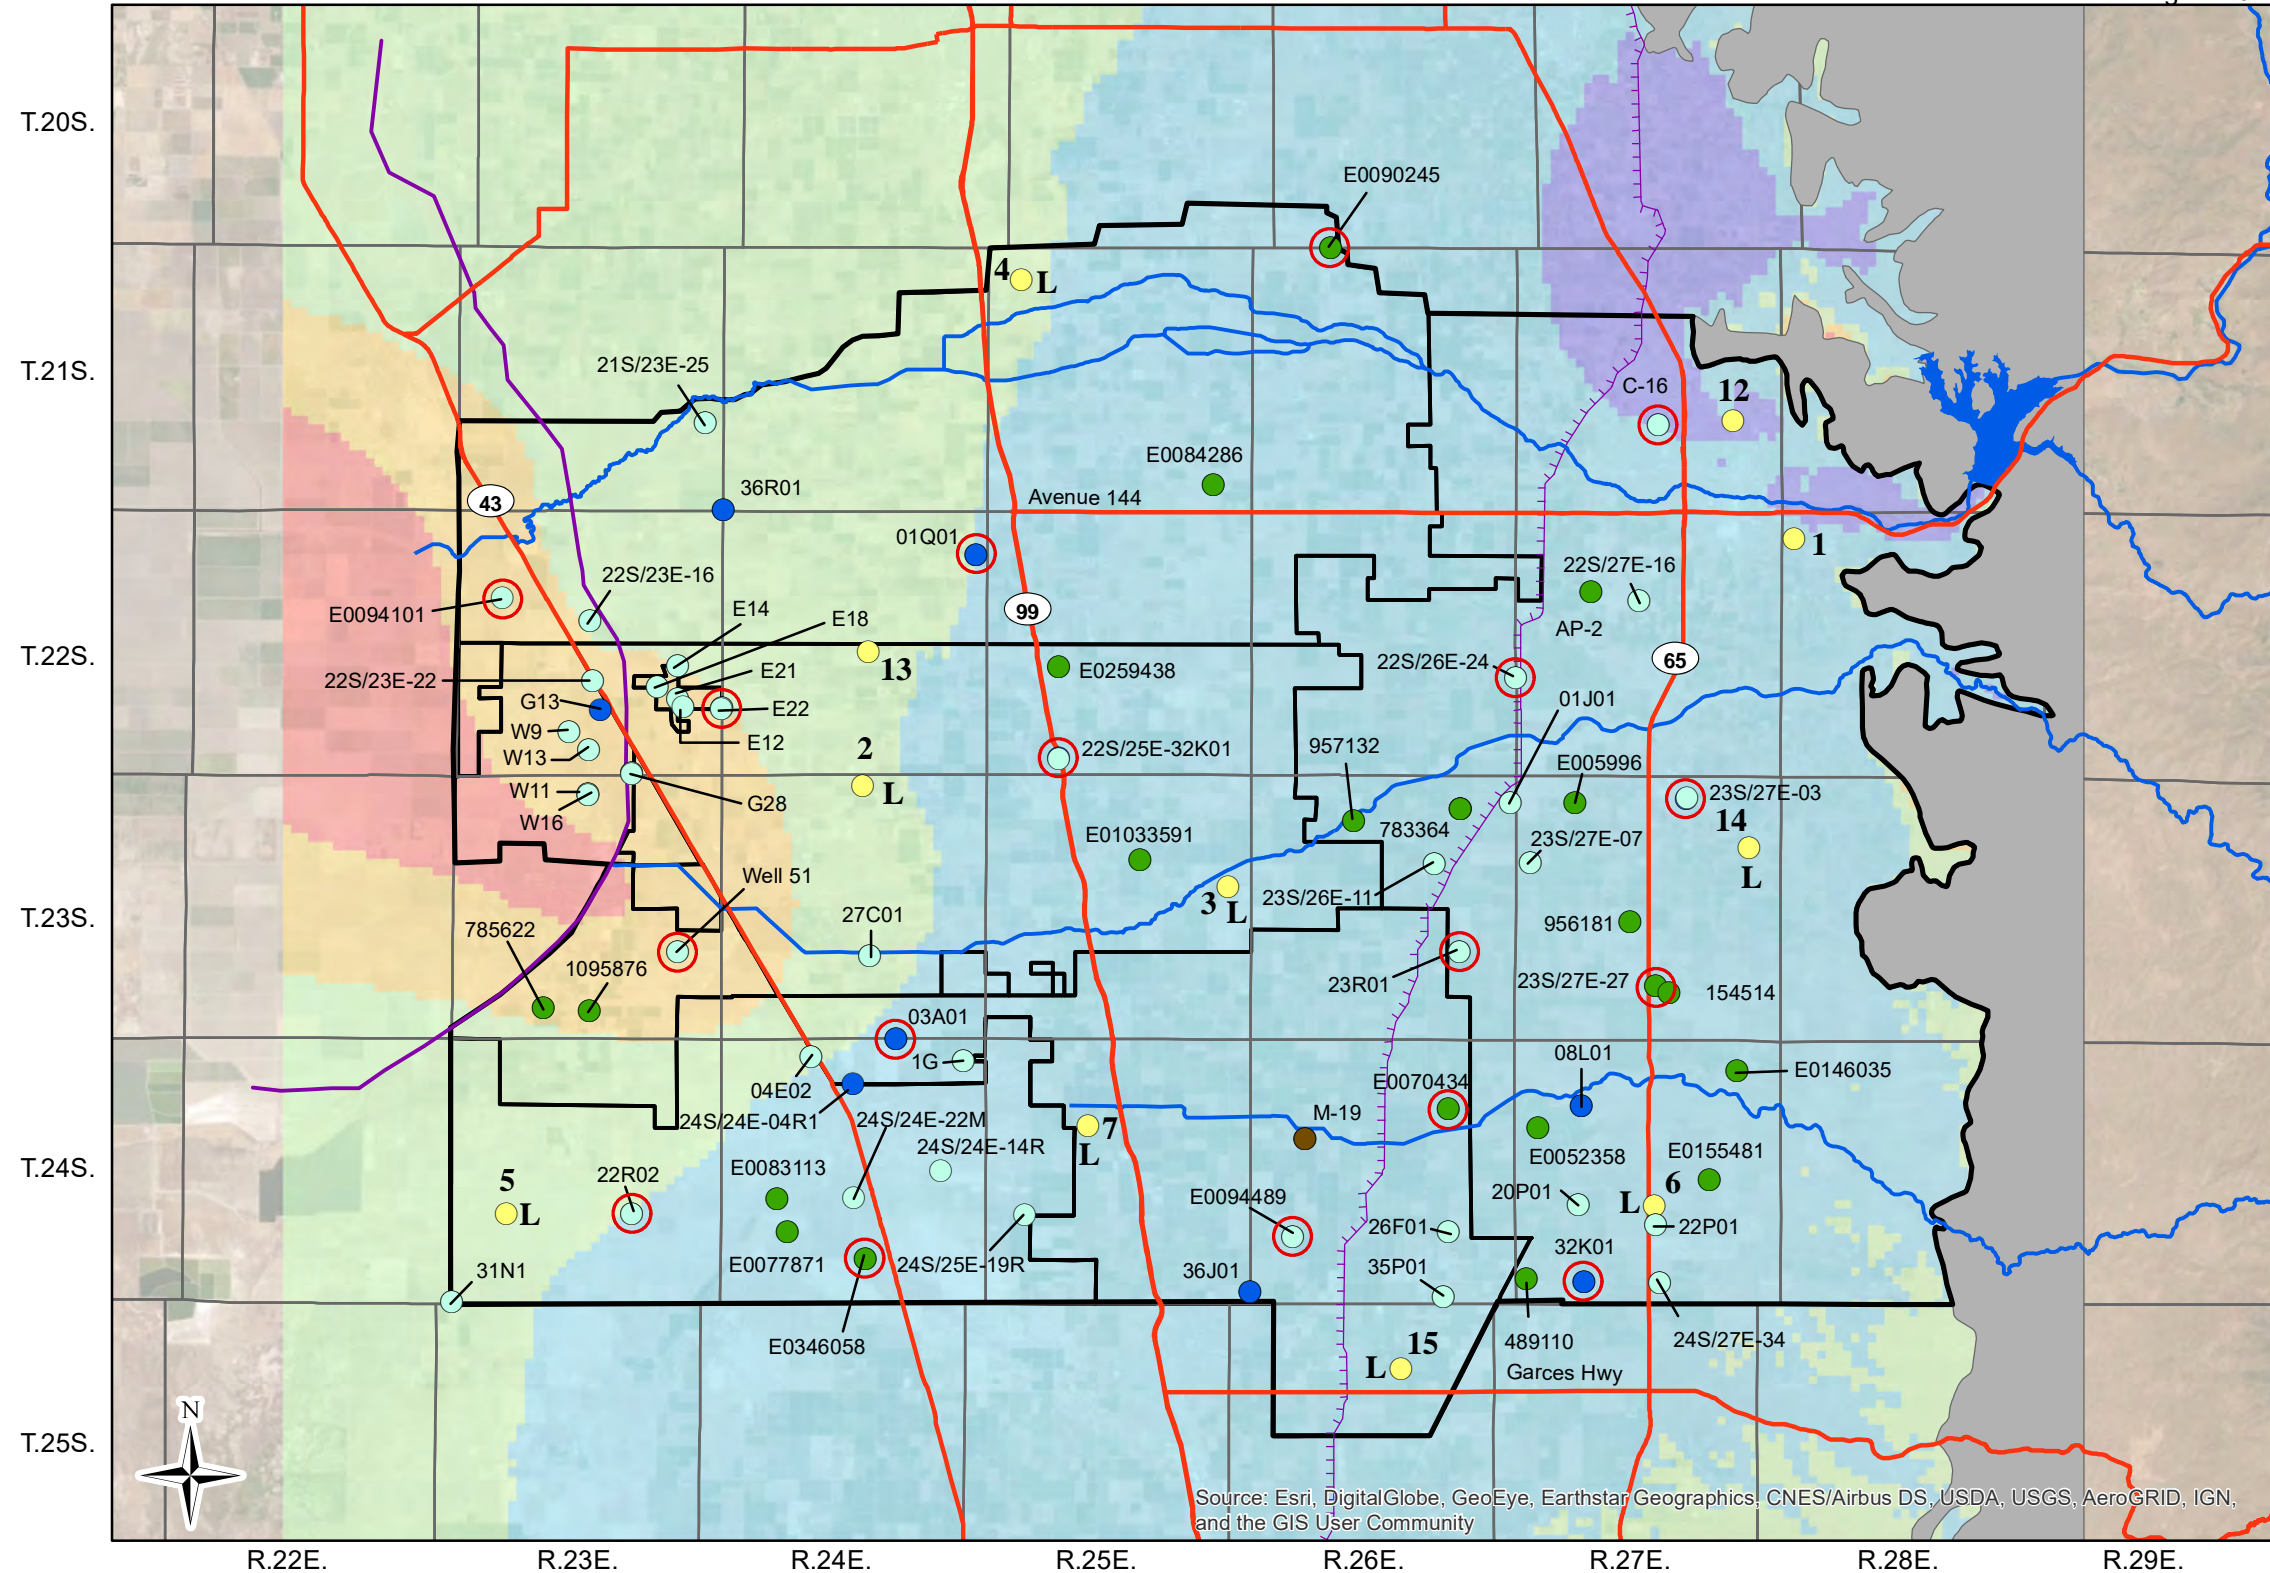 T.20S.
E0090245
4
L
T.21S.
21S/23E-25
C-16
12
E0084286
36R01
43
Avenue 144
01Q01
1
22S/27E-16
22S/23E-16
E0094101
E14
E18
99
AP-2
T.22S.
13
E21
22S/26E-24
65
E0259438
22S/23E-22
G13
E22
01J01
W9
E12
W13
2
22S/25E-32K01
957132
E005996
L
W11
G28
23S/27E-03
W16
14
E01033591
783364
23S/27E-07
Well 51
L
3
L
23S/26E-11
T.23S.
27C01
785622
956181
1095876
23R01
23S/27E-27
154514
03A01
1G
08L01
04E02
E0070434
E0146035
24S/24E-04R1
24S/24E-22M
M-19
7
L
24S/24E-14R
T.24S.
E0083113
E0052358
E0155481
5
L
22R02
E0094489
20P01
6
L
26F01
22P01
E0077871
24S/25E-19R
32K01
31N1
36J01
35P01
E0346058
15
L
489110
24S/27E-34
Garces Hwy
N
T.25S.
Source: Esri, DigitalGlobe, GeoEye, Earthstar Geographics, CNES/Airbus DS, USDA, USGS, AeroGRID, IGN,
and the GIS User Community
R.22E.
R.23E.
R.24E.
R.25E.
R.26E.
R.27E.
R.28E.
R.29E.